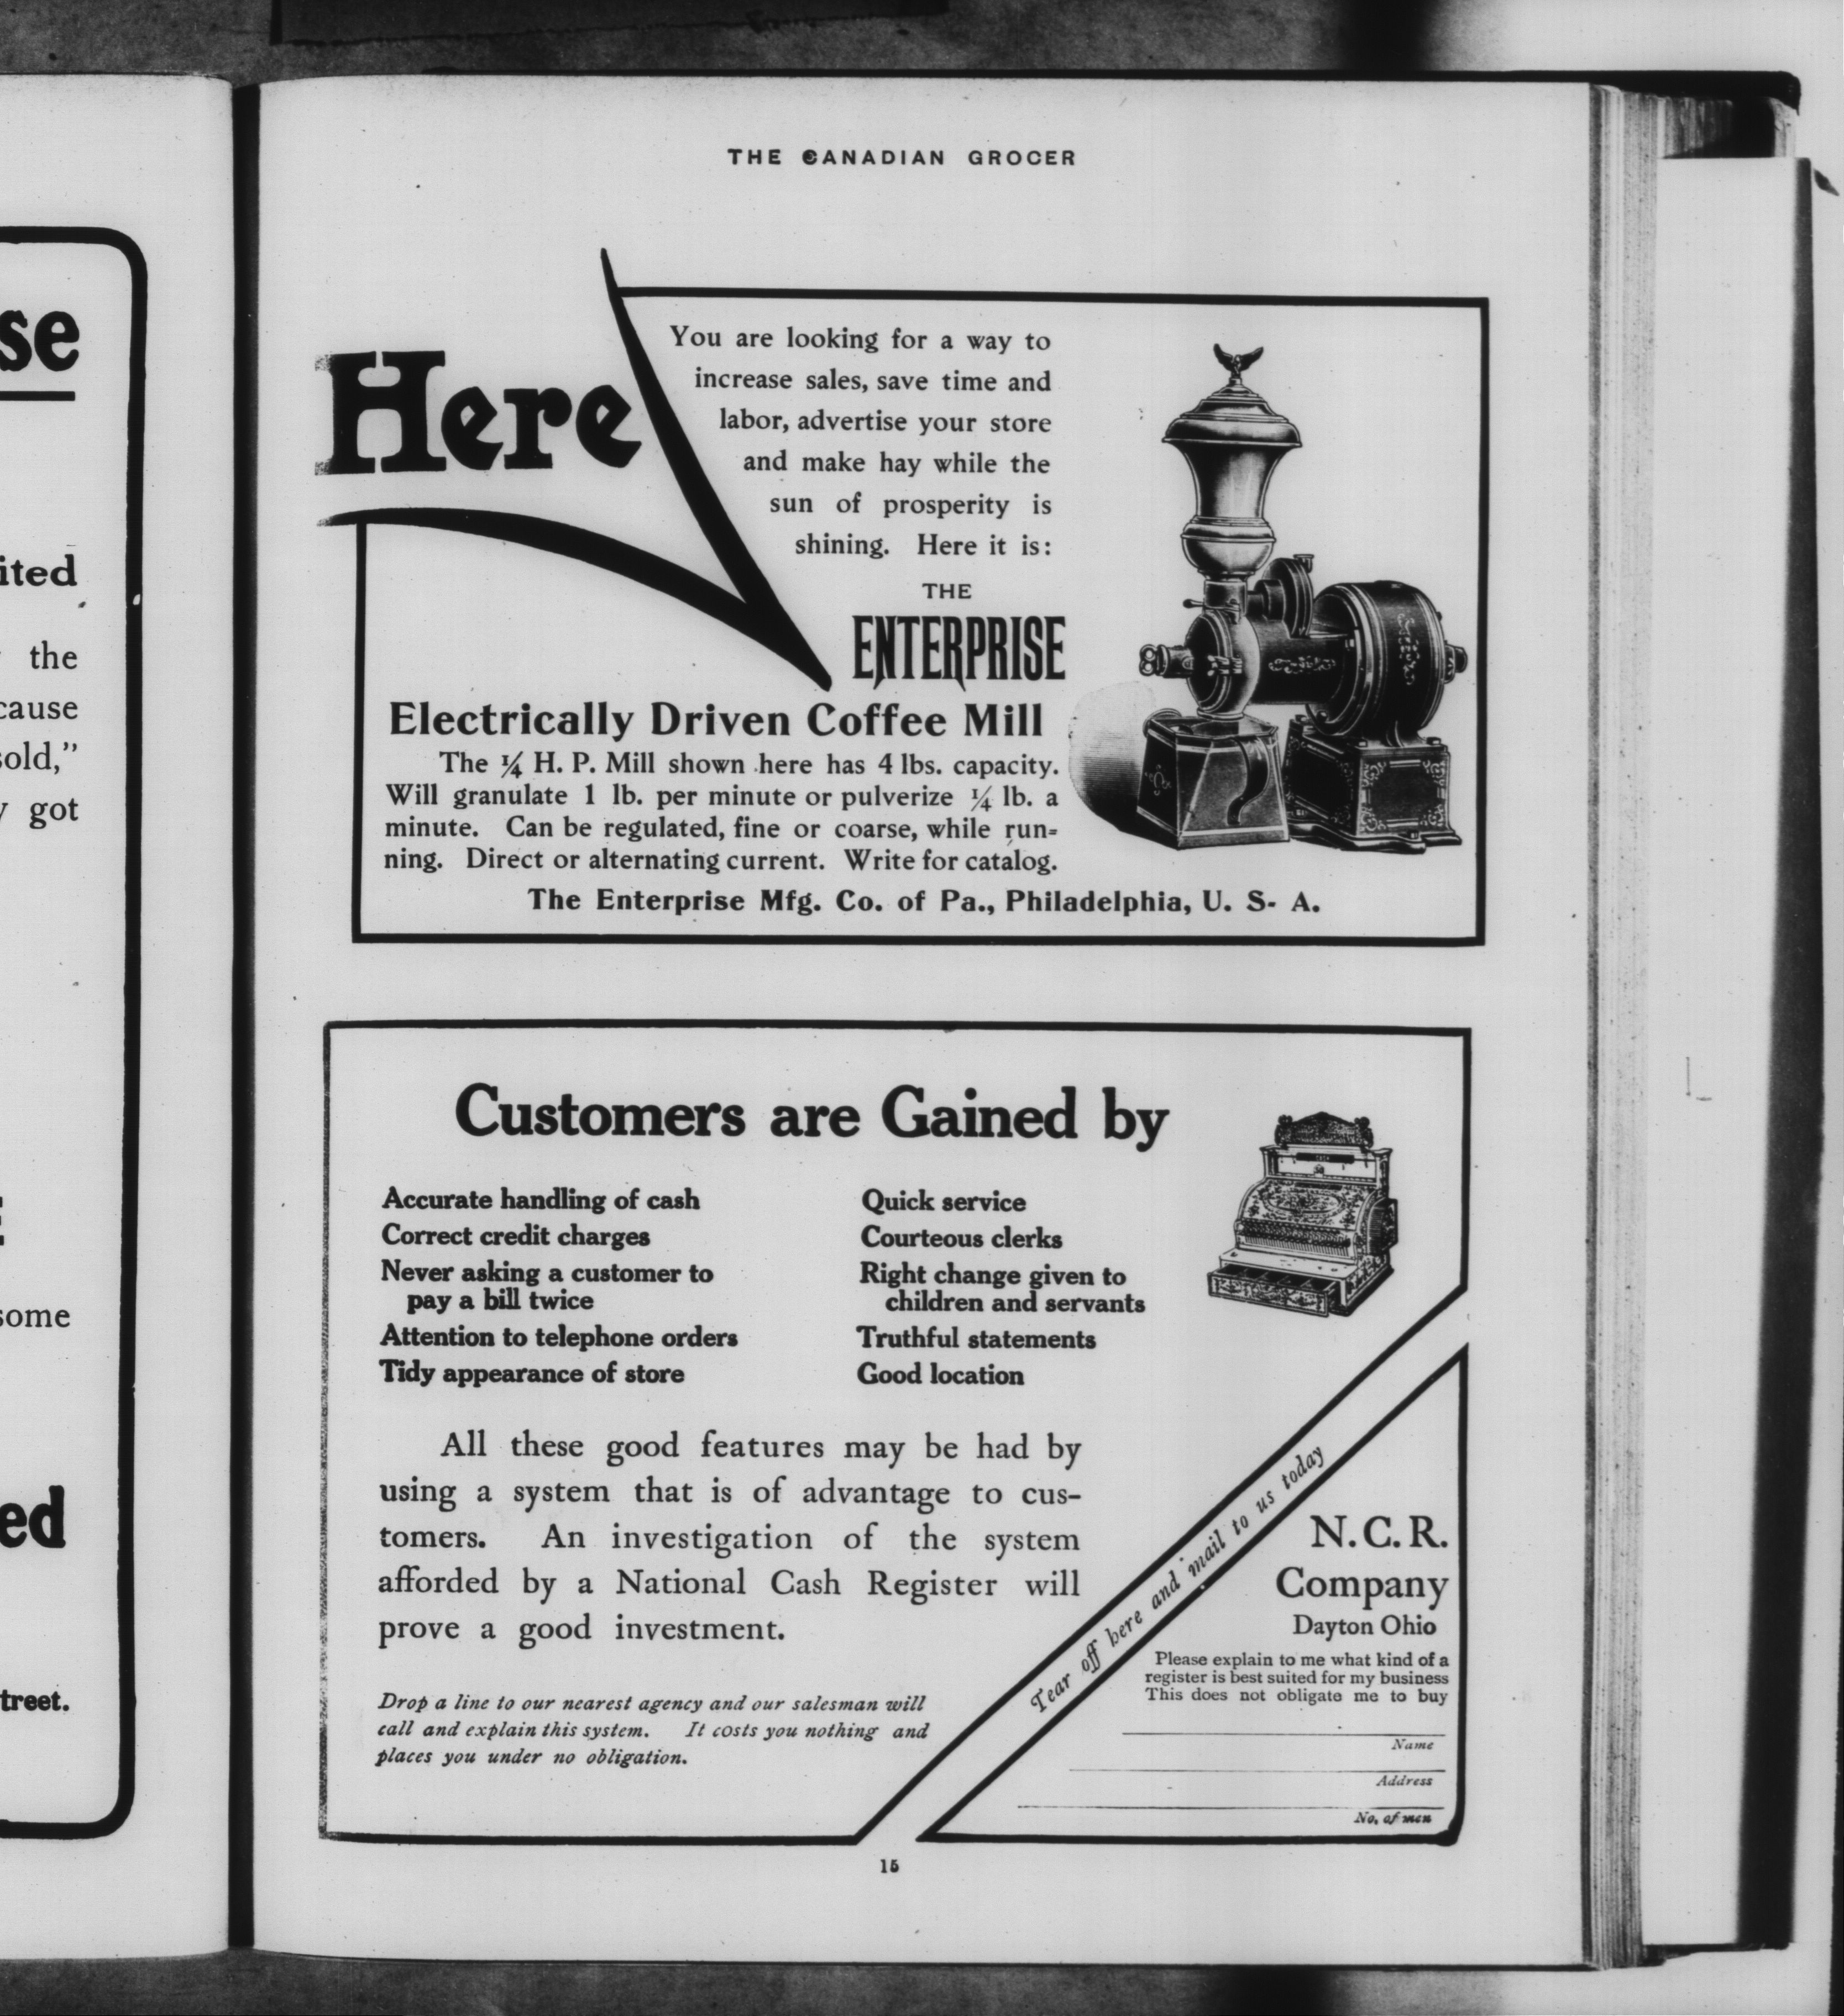 se
ited
the
cause
sold,"
y got
some
ed
treet.
THE CANADIAN GROCER
Here
You are looking for a way to
increase sales, save time and
labor, advertise your store
and make hay while the
sun of prosperity is
shining. Here it is:
THE
ENTERPRISE
Electrically Driven Coffee Mill
The ¼ H. P. Mill shown here has 4 lbs. capacity.
Will granulate 1 lb. per minute or pulverize ¼ lb. a
minute. Can be regulated, fine or coarse, while run-
ning. Direct or alternating current. Write for catalog.
The Enterprise Mfg. Co. of Pa., Philadelphia, U. S- A.
Customers are Gained by
Accurate handling of cash
Correct credit charges
Never asking a customer to
pay a bill twice
Attention to telephone orders
Tidy appearance of store
Quick service
Courteous clerks
Right change given to
children and servants
Truthful statements
Good location
All these good features may be had by
using a system that is of advantage to cus-
tomers. An investigation of the system
afforded by a National Cash Register will
prove a good investment.
Drop a line to our nearest agency and our salesman will
call and explain this system. It costs you nothing and
places you under no obligation.
Tear off here and mail to us today
N. C. R.
Company
Dayton Ohio
Please explain to me what kind of a
register is best suited for my business
This does not obligate me to buy
Name
Address
No. of men
15